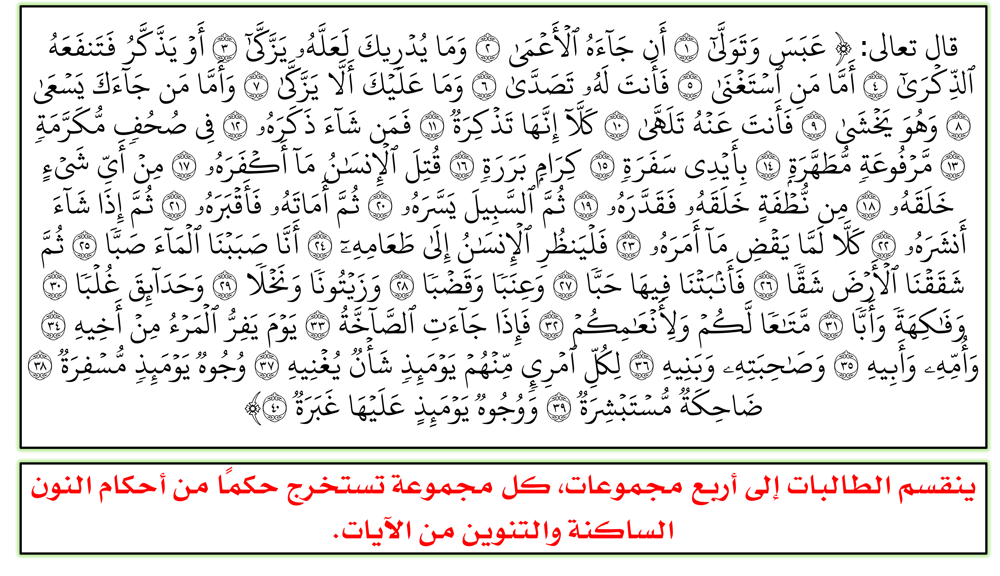 قال تعالى: ﴿ عَبَسَ وَتَوَلَّىٰٓ ١ أَن جَآءَهُ ٱلۡأَعۡمَىٰ ٢ وَمَا يُدۡرِيكَ لَعَلَّهُۥ يَزَّكَّىٰٓ ٣ أَوۡ يَذَّكَّرُ فَتَنفَعَهُ
ٱلذِّكۡرَىٰٓ ٤ أَمَّا مَنِ ٱسۡتَغۡنَىٰ ٥ فَأَنتَ لَهُۥ تَصَدَّىٰ ٦ وَمَا عَلَيۡكَ أَلَّا يَزَّكَّىٰ ٧ وَأَمَّا مَن جَآءَكَ يَسۡعَىٰ
٨ وَهُوَ يَخۡشَىٰ ٩ فَأَنتَ عَنۡهُ تَلَهَّىٰ ١٠ كَلَّآ إِنَّهَا تَذۡكِرَةٞ ١١ فَمَن شَآءَ ذَكَرَهُۥ ١٢ فِي صُحُفٖ مُّكَرَّمَةٖ
١٣ مَّرۡفُوعَةٖ مُّطَهَّرَةِۭ ١٤ بِأَيۡدِي سَفَرَةٖ ١٥ كِرَامِۭ بَرَرَةٖ ١٦ قُتِلَ ٱلۡإِنسَٰنُ مَآ أَكۡفَرَهُۥ ١٧ مِنۡ أَيِّ شَيۡءٍ
خَلَقَهُۥ ١٨ مِن نُّطۡفَةٍ خَلَقَهُۥ فَقَدَّرَهُۥ ١٩ ثُمَّ ٱلسَّبِيلَ يَسَّرَهُۥ ٢٠ ثُمَّ أَمَاتَهُۥ فَأَقۡبَرَهُۥ ٢١ ثُمَّ إِذَا شَآءَ
أَنشَرَهُۥ ٢٢ كَلَّا لَمَّا يَقۡضِ مَآ أَمَرَهُۥ ٢٣ فَلۡيَنظُرِ ٱلۡإِنسَٰنُ إِلَىٰ طَعَامِهِۦٓ ٢٤ أَنَّا صَبَبۡنَا ٱلۡمَآءَ صَبّٗا ٢٥ ثُمَّ
شَقَقۡنَا ٱلۡأَرۡضَ شَقّٗا ٢٦ فَأَنۢبَتۡنَا فِيهَا حَبّٗا ٢٧ وَعِنَبٗا وَقَضۡبٗا ٢٨ وَزَيۡتُونٗا وَنَخۡلٗا ٢٩ وَحَدَآئِقَ غُلۡبٗا ٣٠
وَفَٰكِهَةٗ وَأَبّٗا ٣١ مَّتَٰعٗا لَّكُمۡ وَلِأَنۡعَٰمِكُمۡ ٣٢ فَإِذَا جَآءَتِ ٱلصَّآخَّةُ ٣٣ يَوۡمَ يَفِرُّ ٱلۡمَرۡءُ مِنۡ أَخِيهِ ٣٤
وَأُمِّهِۦ وَأَبِيهِ ٣٥ وَصَٰحِبَتِهِۦ وَبَنِيهِ ٣٦ لِكُلِّ ٱمۡرِيٕٖ مِّنۡهُمۡ يَوۡمَئِذٖ شَأۡنٞ يُغۡنِيهِ ٣٧ وُجُوهٞ يَوۡمَئِذٖ مُّسۡفِرَةٞ ٣٨
ضَاحِكَةٞ مُّسۡتَبۡشِرَةٞ ٣٩ وَوُجُوهٞ يَوۡمَئِذٍ عَلَيۡهَا غَبَرَةٞ ٤٠﴾
ينقسم الطالبات إلى أربع مجموعات، كل مجموعة تستخرج حكمًا من أحكام النون
الساكنة والتنوين من الآيات.